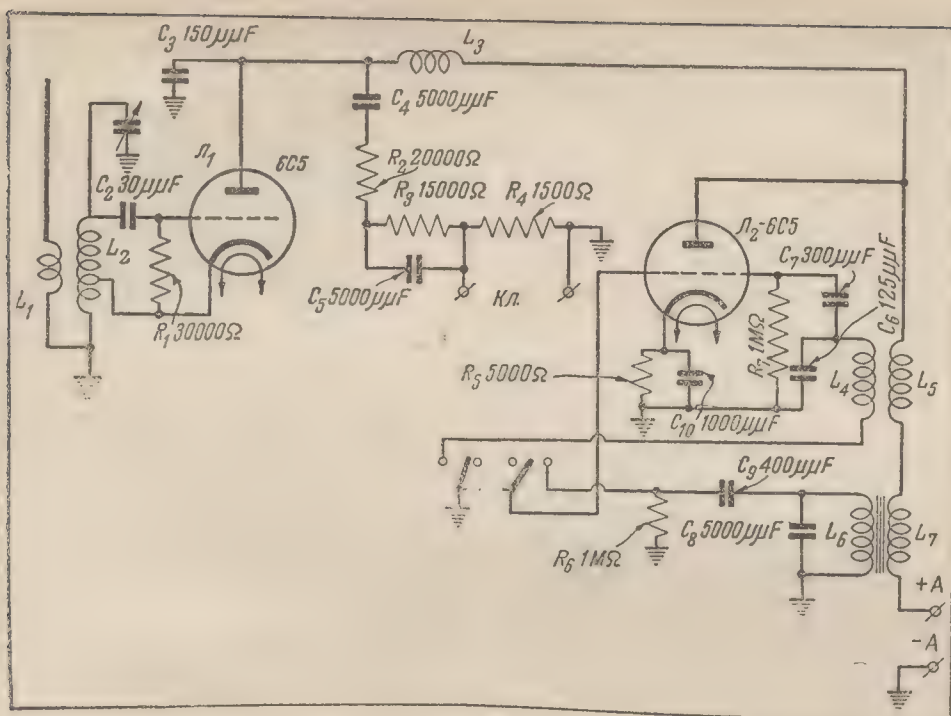 C3 150μμF
L3
C4 5000μμF
Л1
6C5
C2 30μμF
R2 20000Ω
R3 15000Ω
R4 1500Ω
Л2-6C5
L2
L1
C5 5000μμF
Кл.
C7 300μμF
C6 125μμF
R1 30000Ω
R7 1MΩ
R5 5000Ω
C10 1000μμF
L4
L5
C9 400μμF
C8 5000μμF
L6
L7
R6 1MΩ
+A
-A